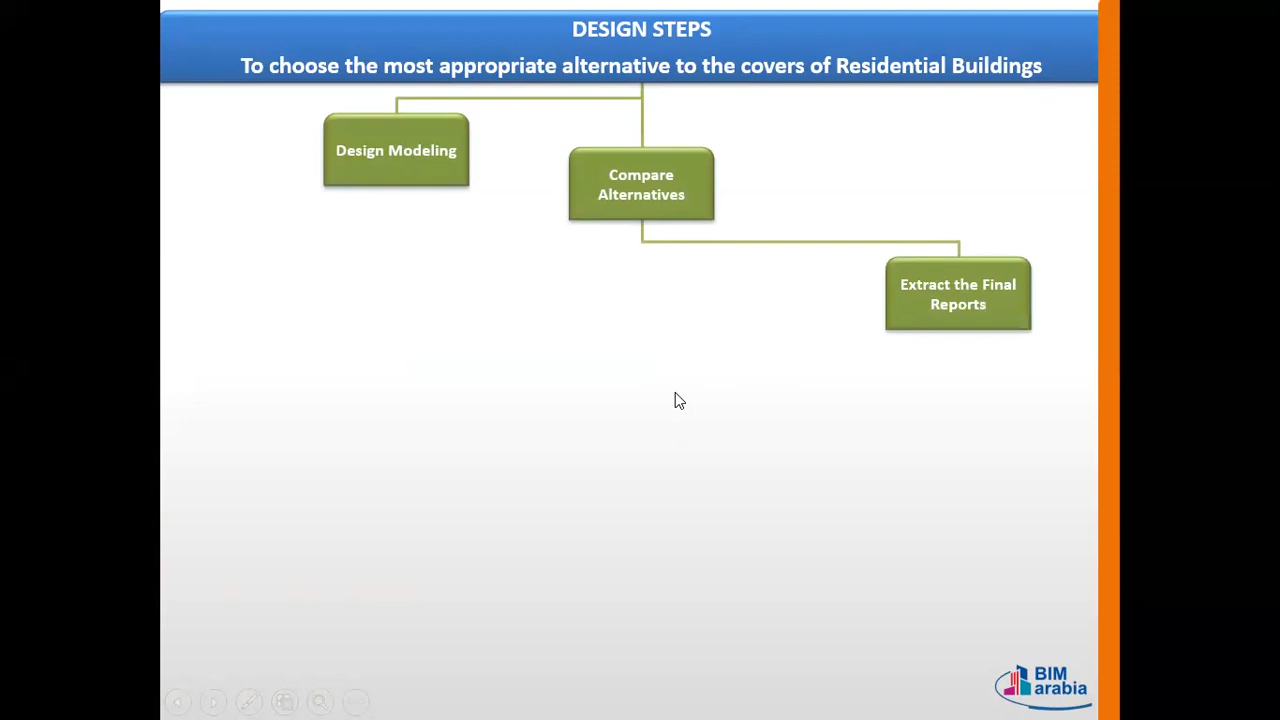 DESIGN STEPS
To choose the most appropriate alternative to the covers of Residential Buildings
Design Modeling
Compare
Alternatives
Extract the Final
Reports
BIM
arabia